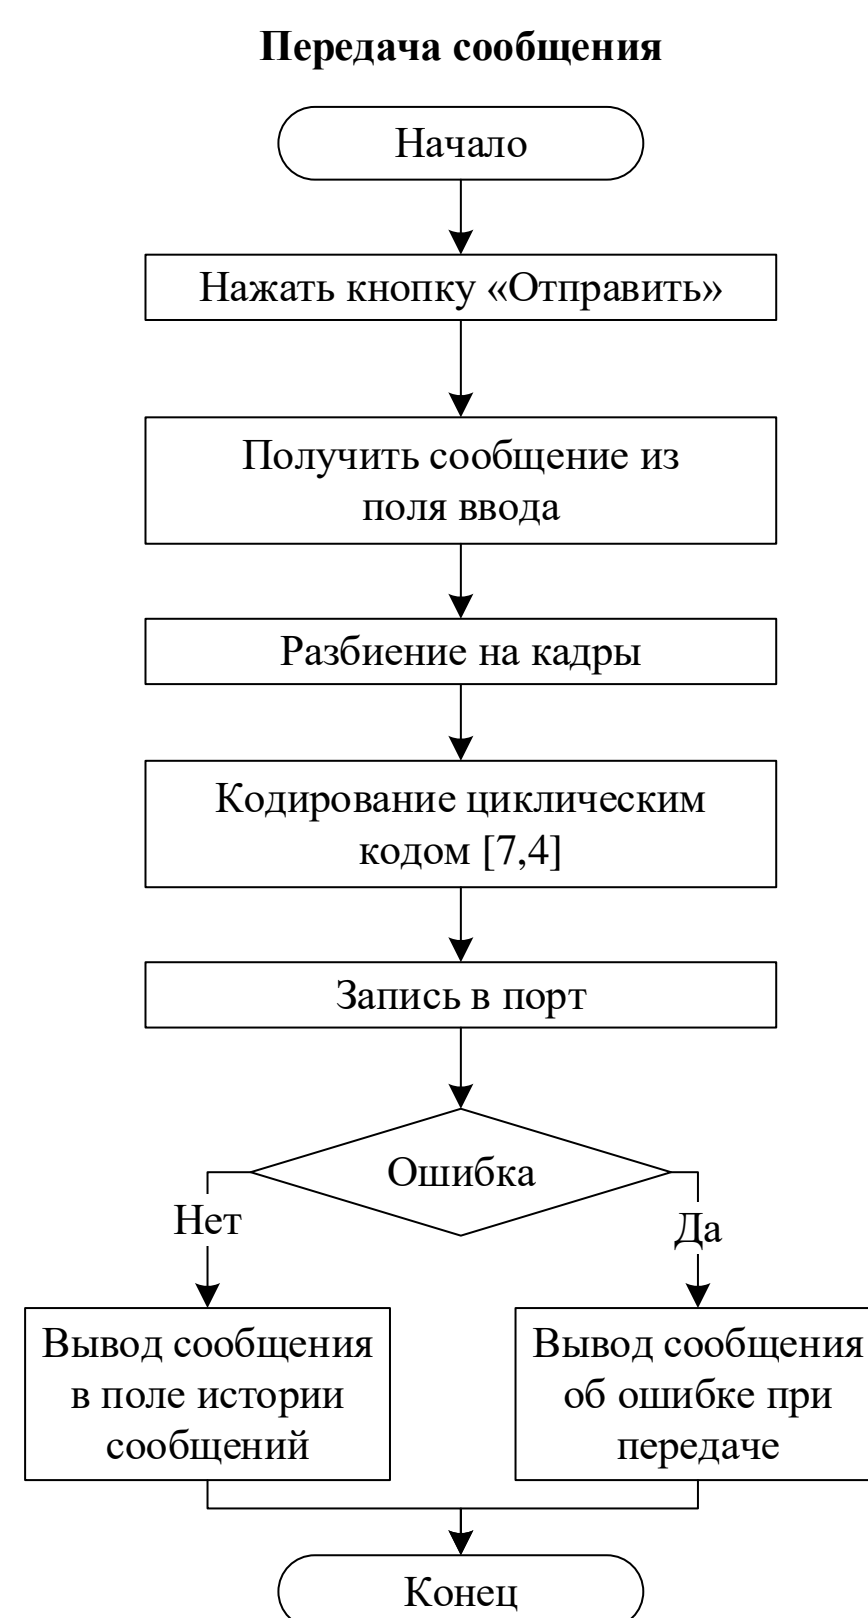 Передача сообщения
Начало
Нажать кнопку «Отправить»
Получить сообщение из
поля ввода
Разбиение на кадры
Кодирование циклическим
кодом [7,4]
Запись в порт
Ошибка
Нет
Да
Вывод сообщения
в поле истории
сообщений
Вывод сообщения
об ошибке при
передаче
Конец